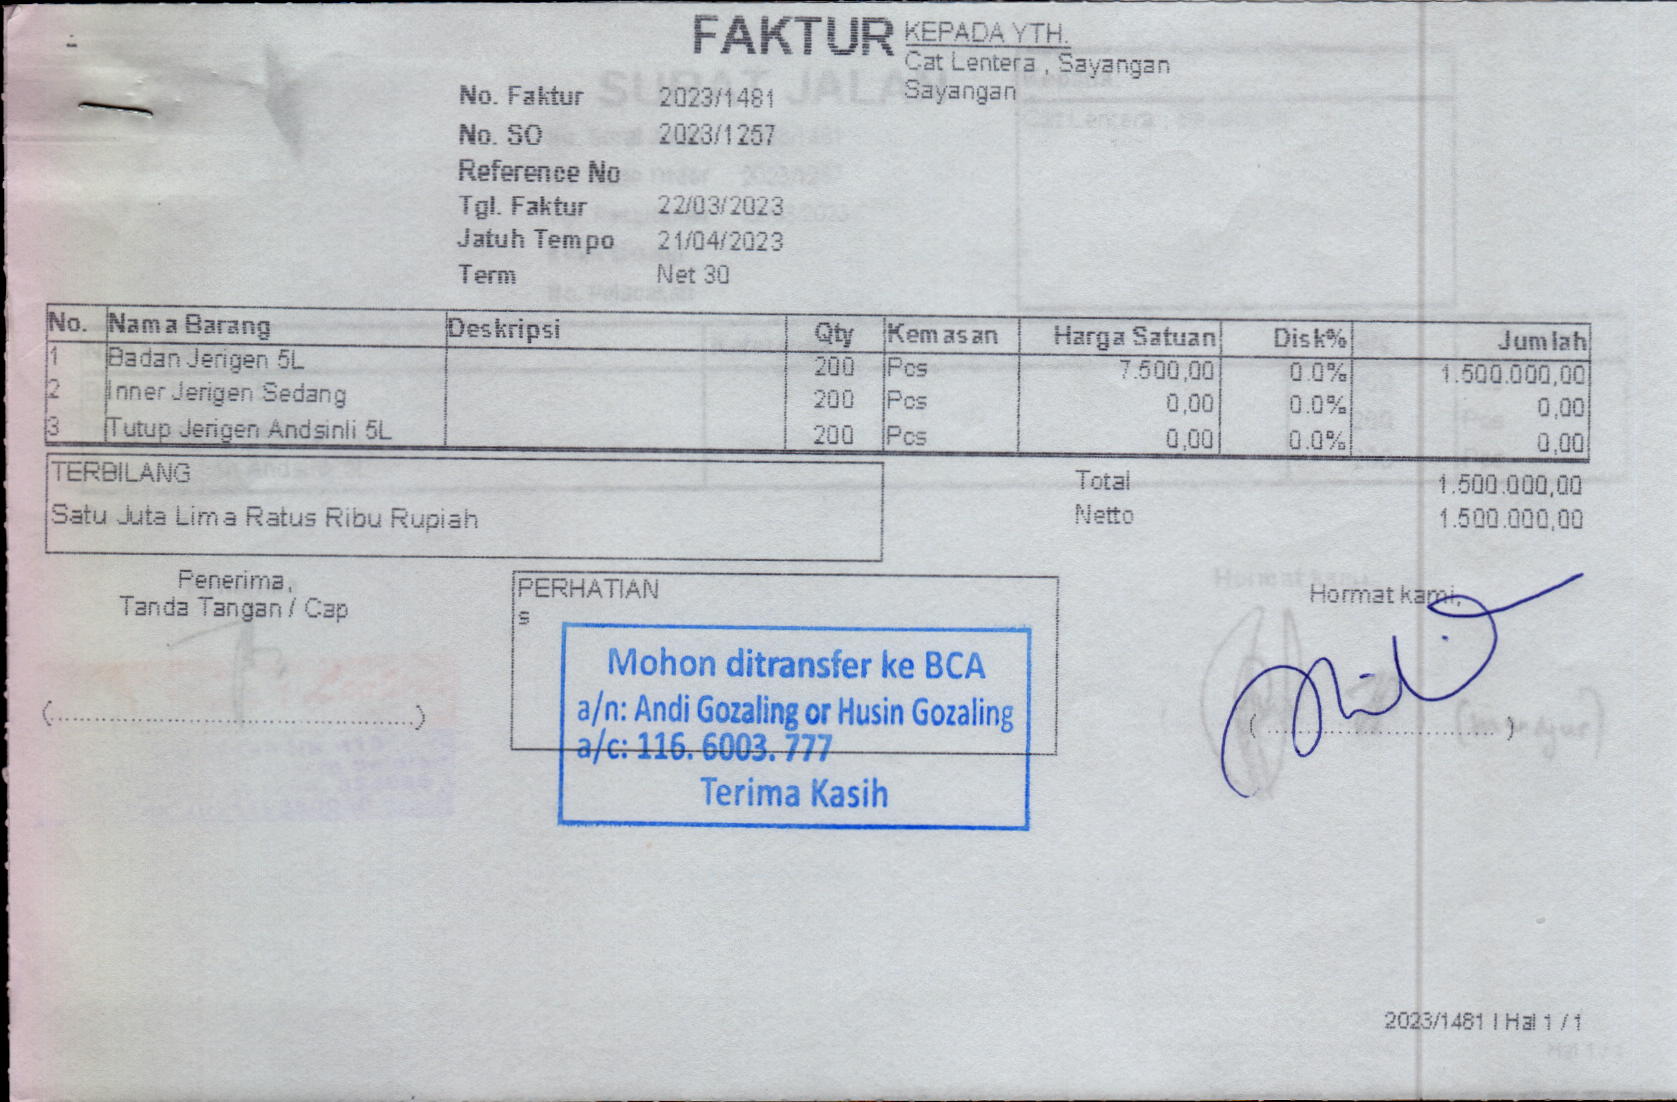 FAKTUR
KEPADA YTH.
Cat Lentera , Sayangan
Sayangan
No. Faktur 2023/1481
No. SO 2023/1257
Reference No
Tgl. Faktur 22/03/2023
Jatuh Tempo 21/04/2023
Term Net 30
No. Nama Barang Deskripsi Qty Kemasan Harga Satuan Disk% Jumlah
1 Badan Jerigen 5L 200 Pcs 7.500,00 0.0% 1.500.000,00
2 Inner Jerigen Sedang 200 Pcs 0,00 0.0% 0,00
3 Tutup Jerigen Andsinli 5L 200 Pcs 0,00 0.0% 0,00
TERBILANG
Satu Juta Lima Ratus Ribu Rupiah
Total 1.500.000,00
Netto 1.500.000,00
Penerima,
Tanda Tangan / Cap
(................................................)
PERHATIAN
s
Mohon ditransfer ke BCA
a/n: Andi Gozaling or Husin Gozaling
a/c: 116. 6003. 777
Terima Kasih
Hormat kami,
(................................)
2023/1481 I Hal 1 / 1